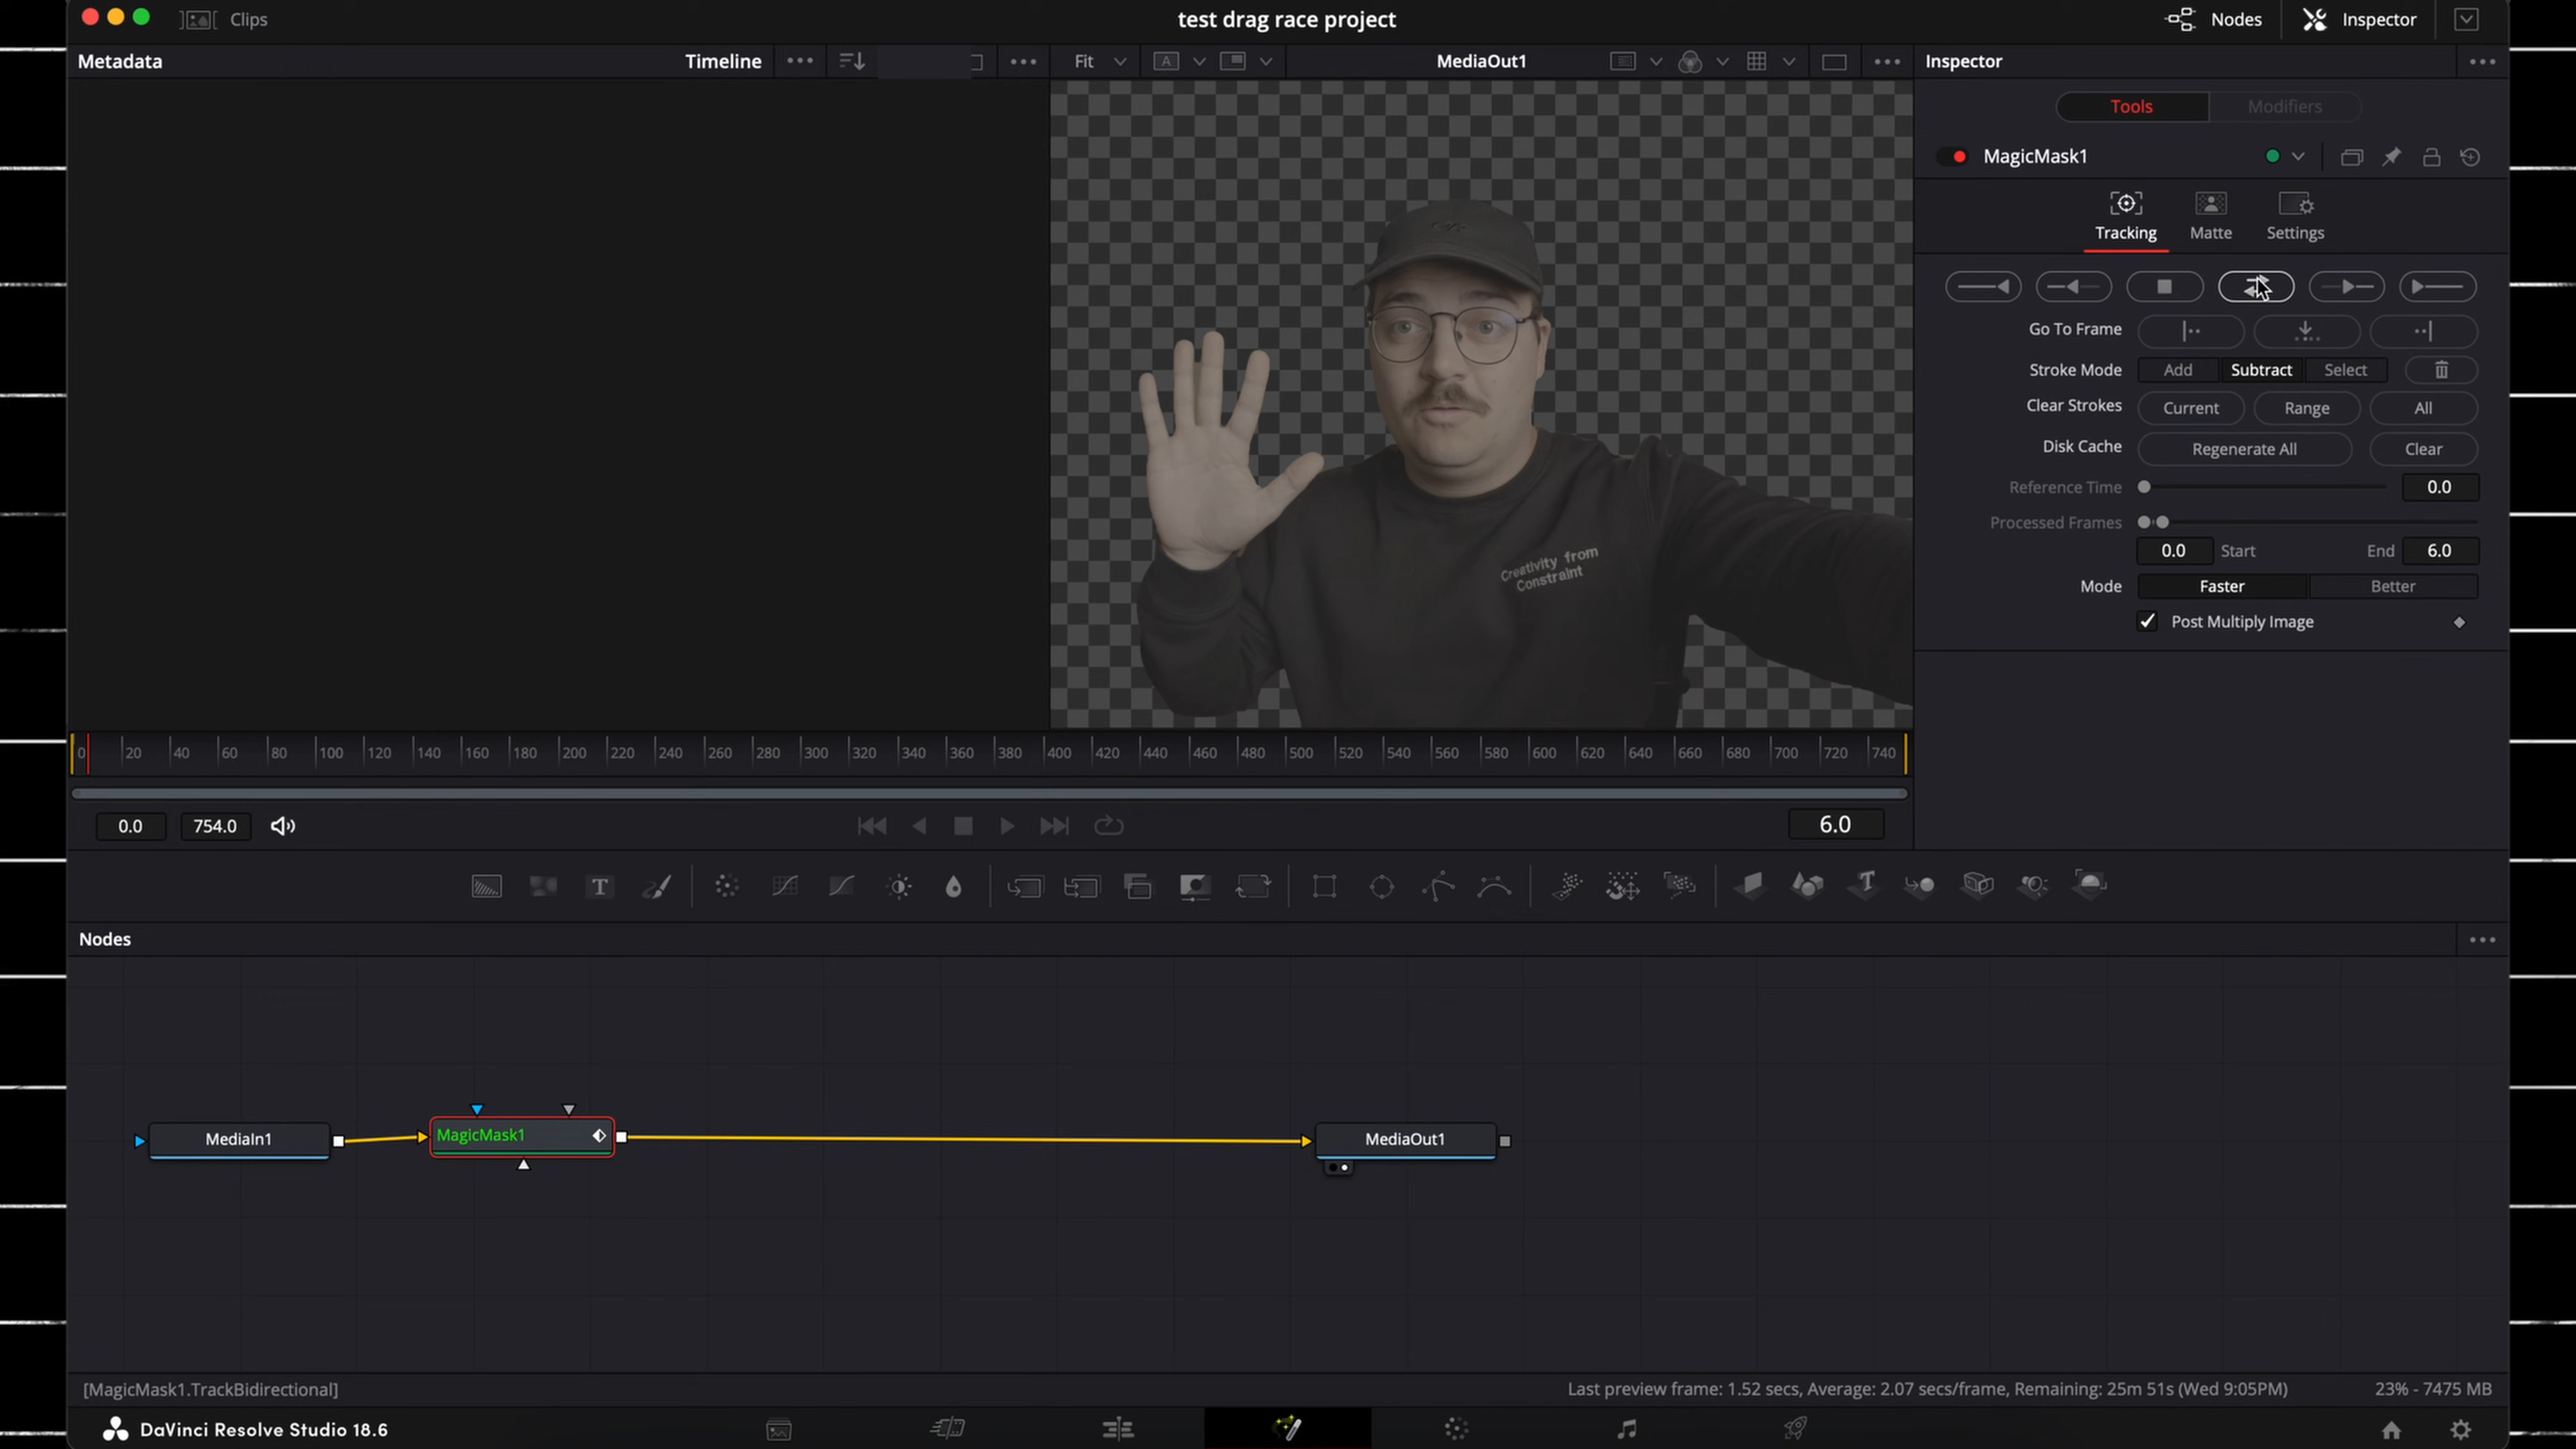 Clips
test drag race project
Nodes
Inspector
Metadata
Timeline
Fit
A
MediaOut1
Inspector
Tools
Modifiers
MagicMask1
Tracking
Matte
Settings
Go To Frame
Stroke Mode
Add
Subtract
Select
Clear Strokes
Current
Range
All
Disk Cache
Regenerate All
Clear
Reference Time
0.0
Processed Frames
0.0
Start
End
6.0
Mode
Faster
Better
Post Multiply Image
Creativity from
Constraint
0 20 40 60 80 100 120 140 160 180 200 220 240 260 280 300 320 340 360 380 400 420 440 460 480 500 520 540 560 580 600 620 640 660 680 700 720 740
0.0
754.0
6.0
T
T
Nodes
MediaIn1
MagicMask1
MediaOut1
[MagicMask1.TrackBidirectional]
Last preview frame: 1.52 secs, Average: 2.07 secs/frame, Remaining: 25m 51s (Wed 9:05PM)
23% - 7475 MB
DaVinci Resolve Studio 18.6